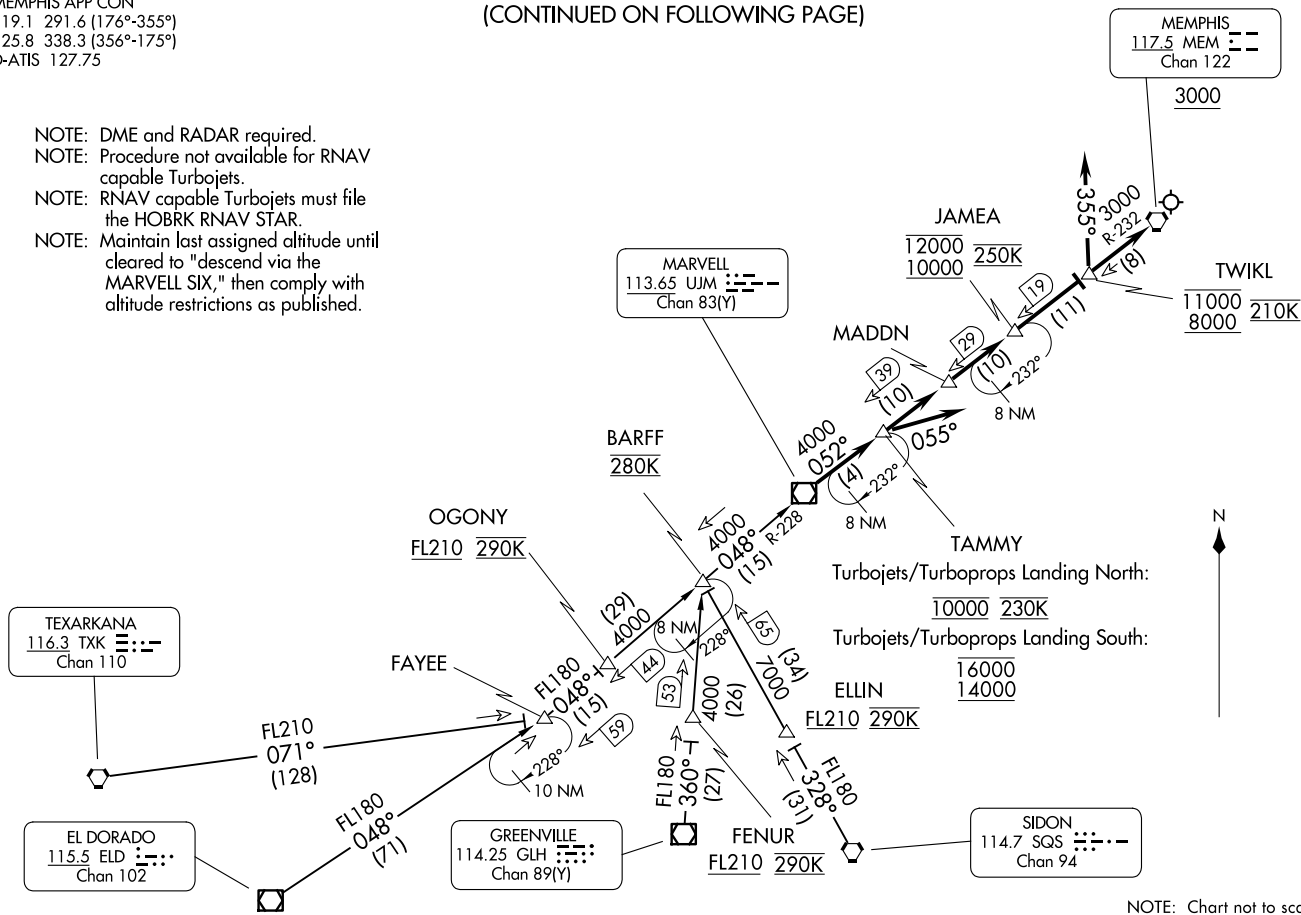 MEMPHIS APP CON
19.1 291.6 (176°-355°)
25.8 338.3 (356°-175°)
D-ATIS 127.75
(CONTINUED ON FOLLOWING PAGE)
NOTE: DME and RADAR required.
NOTE: Procedure not available for RNAV
capable Turbojets.
NOTE: RNAV capable Turbojets must file
the HOBRK RNAV STAR.
NOTE: Maintain last assigned altitude until
cleared to "descend via the
MARVELL SIX," then comply with
altitude restrictions as published.
MEMPHIS
117.5 MEM
Chan 122
3000
355°
3000
R-232
(8)
JAMEA
12000
10000 250K
TWIKL
11000
8000 210K
19
(11)
MARVELL
113.65 UJM
Chan 83(Y)
MADDN
29
(10)
232°
8 NM
39
(10)
055°
BARFF
280K
4000
052°
(4)
232°
8 NM
OGONY
FL210 290K
4000
048°
(15)
R-228
TAMMY
Turbojets/Turboprops Landing North:
10000 230K
Turbojets/Turboprops Landing South:
16000
14000
N
TEXARKANA
116.3 TXK
Chan 110
FAYEE
(29)
4000
8 NM
228°
65
(34)
7000
44
53
4000
(26)
ELLIN
FL210 290K
FL180
048°
(15)
59
FL210
071°
(128)
228°
10 NM
FL180
360°
(27)
FL180
328°
(31)
FL180
048°
(71)
EL DORADO
115.5 ELD
Chan 102
GREENVILLE
114.25 GLH
Chan 89(Y)
FENUR
FL210 290K
SIDON
114.7 SQS
Chan 94
NOTE: Chart not to sc